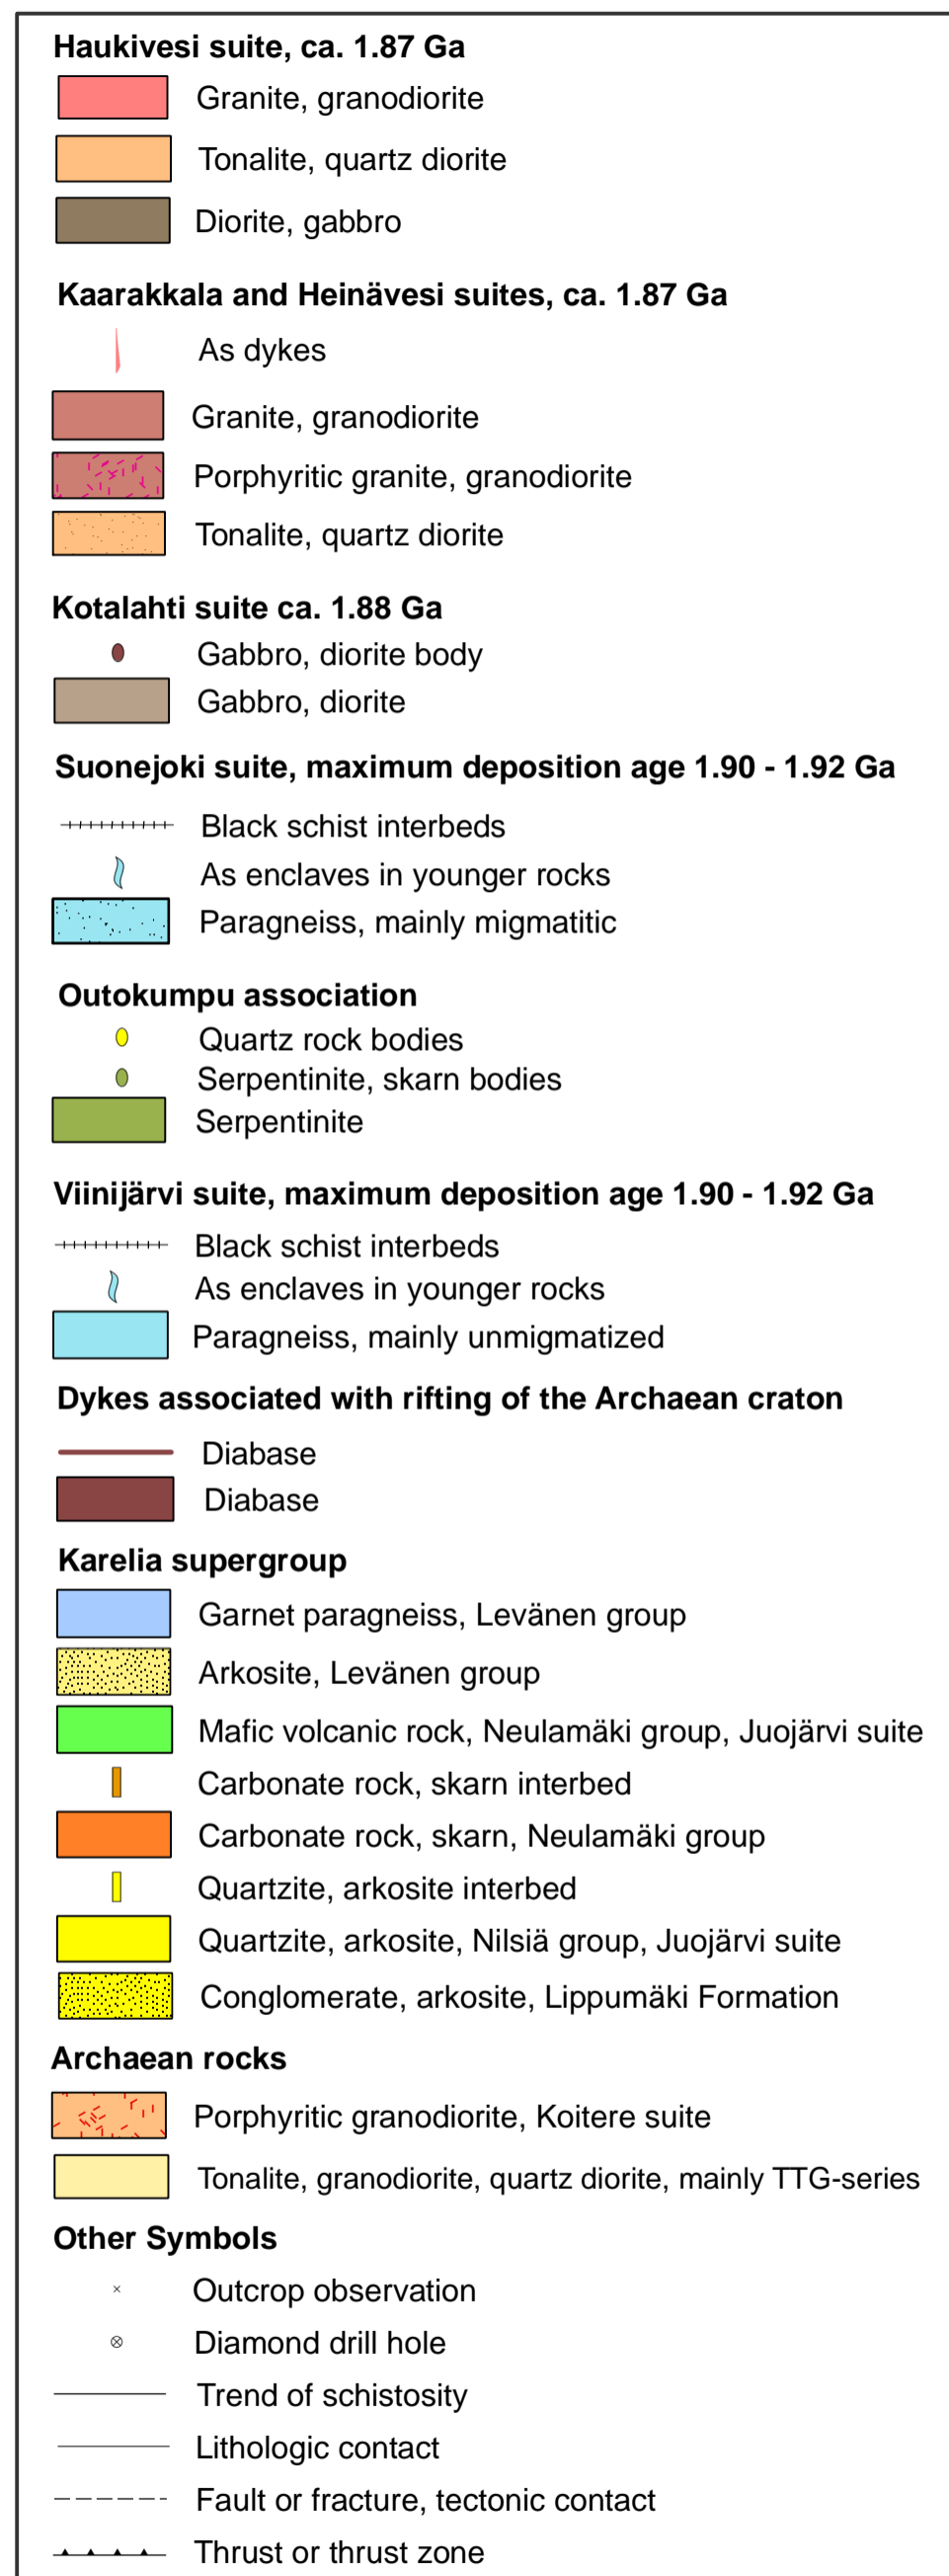 Haukivesi suite, ca. 1.87 Ga
Granite, granodiorite
Tonalite, quartz diorite
Diorite, gabbro
Kaarakkala and Heinävesi suites, ca. 1.87 Ga
As dykes
Granite, granodiorite
Porphyritic granite, granodiorite
Tonalite, quartz diorite
Kotalahti suite ca. 1.88 Ga
Gabbro, diorite body
Gabbro, diorite
Suonejoki suite, maximum deposition age 1.90 - 1.92 Ga
Black schist interbeds
As enclaves in younger rocks
Paragneiss, mainly migmatitic
Outokumpu association
Quartz rock bodies
Serpentinite, skarn bodies
Serpentinite
Viinijärvi suite, maximum deposition age 1.90 - 1.92 Ga
Black schist interbeds
As enclaves in younger rocks
Paragneiss, mainly unmigmatized
Dykes associated with rifting of the Archaean craton
Diabase
Diabase
Karelia supergroup
Garnet paragneiss, Levänen group
Arkosite, Levänen group
Mafic volcanic rock, Neulamäki group, Juojärvi suite
Carbonate rock, skarn interbed
Carbonate rock, skarn, Neulamäki group
Quartzite, arkosite interbed
Quartzite, arkosite, Nilsiä group, Juojärvi suite
Conglomerate, arkosite, Lippumäki Formation
Archaean rocks
Porphyritic granodiorite, Koitere suite
Tonalite, granodiorite, quartz diorite, mainly TTG-series
Other Symbols
Outcrop observation
Diamond drill hole
Trend of schistosity
Lithologic contact
Fault or fracture, tectonic contact
Thrust or thrust zone